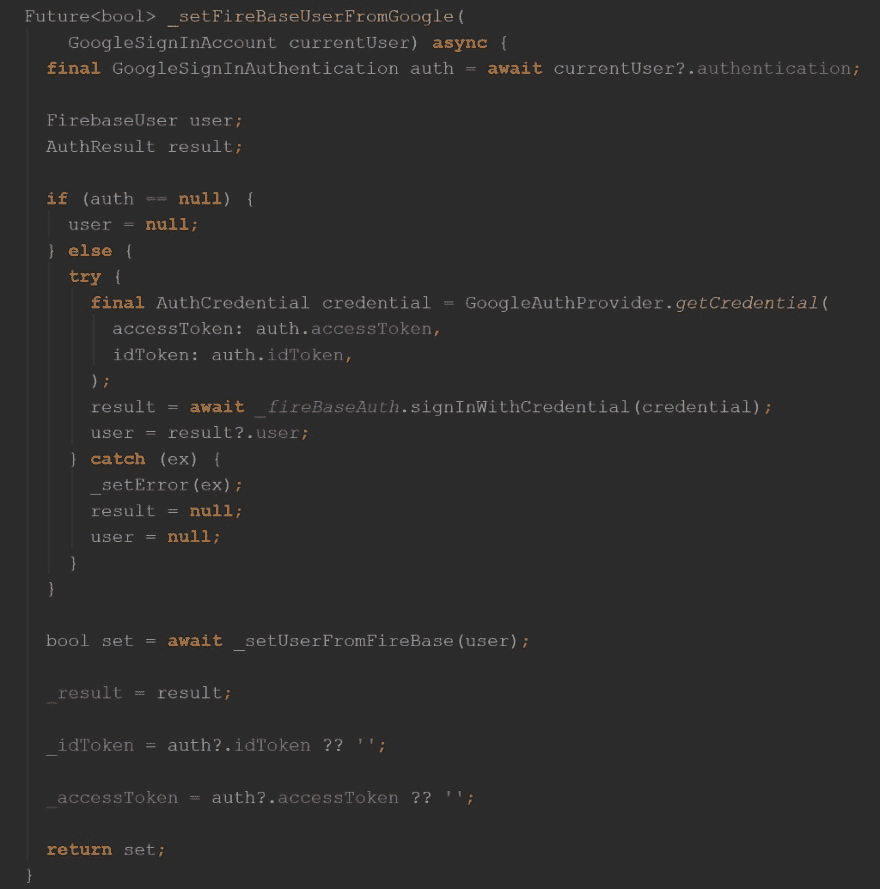 Future<bool> _setFireBaseUserFromGoogle(
GoogleSignInAccount currentUser) async {
final GoogleSignInAuthentication auth = await currentUser?.authentication;
FirebaseUser user;
AuthResult result;
if (auth == null) {
user = null;
} else {
try {
final AuthCredential credential = GoogleAuthProvider.getCredential(
accessToken: auth.accessToken,
idToken: auth.idToken,
);
result = await _fireBaseAuth.signInWithCredential(credential);
user = result?.user;
} catch (ex) {
_setError(ex);
result = null;
user = null;
}
}
bool set = await _setUserFromFireBase(user);
_result = result;
_idToken = auth?.idToken ?? '';
_accessToken = auth?.accessToken ?? '';
return set;
}